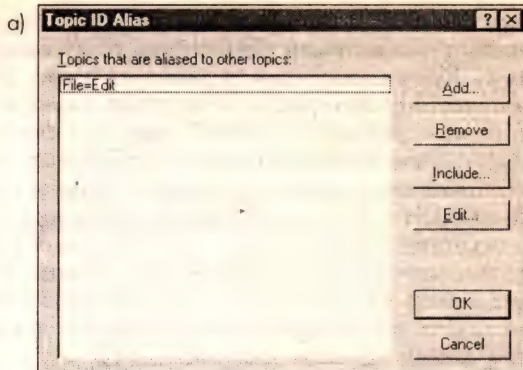 a)
Topic ID Alias
Topics that are aliased to other topics:
File=Edit
Add...
Remove
Include...
Edit...
OK
Cancel